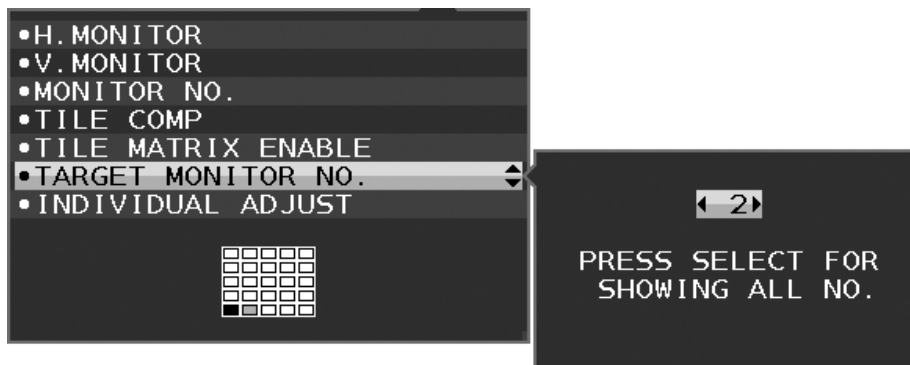 •H.MONITOR
•V.MONITOR
•MONITOR NO.
•TILE COMP
•TILE MATRIX ENABLE
•TARGET MONITOR NO.
•INDIVIDUAL ADJUST
2
PRESS SELECT FOR
SHOWING ALL NO.